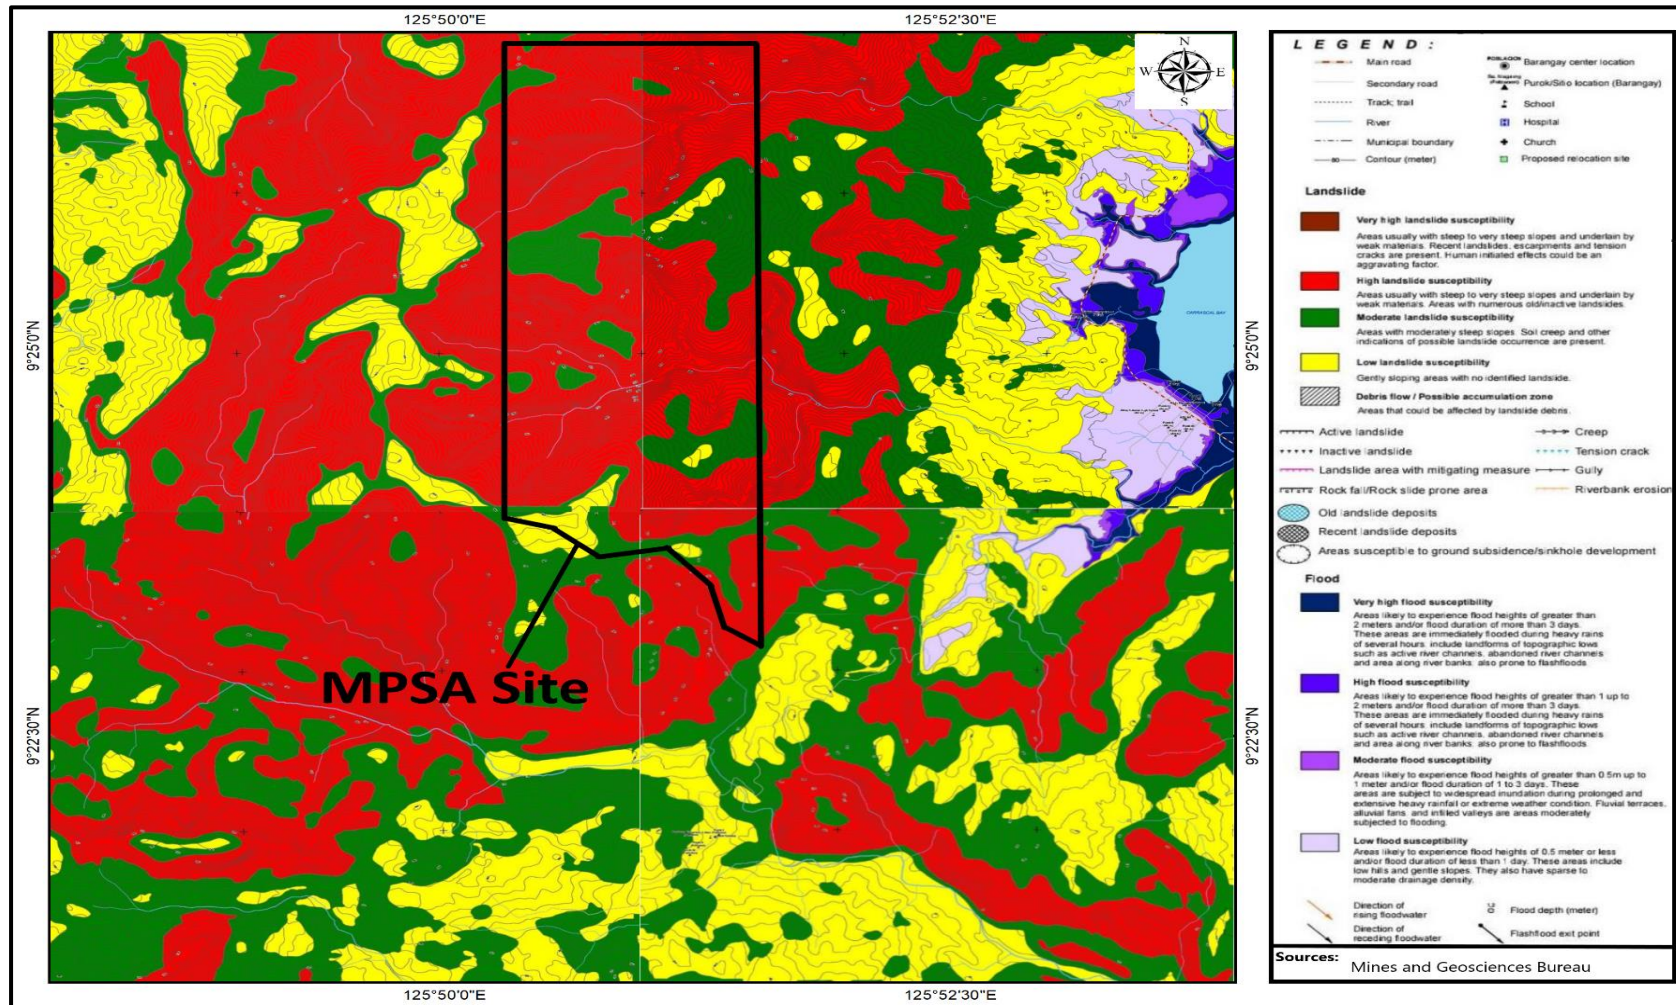 125°50'0"E
125°52'30"E
9°25'0"N
9°22'30"N
N
W
E
S
CARRASCAL BAY
MPSA Site
9°25'0"N
9°22'30"N
125°50'0"E
125°52'30"E
LEGEND:
Main road
Secondary road
Track; trail
River
Municipal boundary
80
Contour (meter)
POBLACION
Barangay center location
Purok/Sitio location (Barangay)
School
H
Hospital
Church
Proposed relocation site
Landslide
Very high landslide susceptibility
Areas usually with steep to very steep slopes and underlain by
weak materials. Recent landslides, escarpments and tension
cracks are present. Human initiated effects could be an
aggravating factor.
High landslide susceptibility
Areas usually with steep to very steep slopes and underlain by
weak materials. Areas with numerous old/inactive landslides.
Moderate landslide susceptibility
Areas with moderately steep slopes. Soil creep and other
indications of possible landslide occurrence are present.
Low landslide susceptibility
Gently sloping areas with no identified landslide.
Debris flow / Possible accumulation zone
Areas that could be affected by landslide debris.
Active landslide
Inactive landslide
Landslide area with mitigating measure
Rock fall/Rock slide prone area
Creep
Tension crack
Gully
Riverbank erosion
Old landslide deposits
Recent landslide deposits
Areas susceptible to ground subsidence/sinkhole development
Flood
Very high flood susceptibility
Areas likely to experience flood heights of greater than
2 meters and/or flood duration of more than 3 days.
These areas are immediately flooded during heavy rains
of several hours; include landforms of topographic lows
such as active river channels, abandoned river channels
and area along river banks; also prone to flashfloods
High flood susceptibility
Areas likely to experience flood heights of greater than 1 up to
2 meters and/or flood duration of more than 3 days.
These areas are immediately flooded during heavy rains
of several hours; include landforms of topographic lows
such as active river channels, abandoned river channels
and area along river banks; also prone to flashfloods
Moderate flood susceptibility
Areas likely to experience flood heights of greater than 0.5m up to
1 meter and/or flood duration of 1 to 3 days. These
areas are subject to widespread inundation during prolonged and
extensive heavy rainfall or extreme weather condition. Fluvial terraces,
alluvial fans, and infilled valleys are areas moderately
subjected to flooding.
Low flood susceptibility
Areas likely to experience flood heights of 0.5 meter or less
and/or flood duration of less than 1 day. These areas include
low hills and gentle slopes. They also have sparse to
moderate drainage density.
Direction of
rising floodwater
Direction of
receding floodwater
Flood depth (meter)
Flashflood exit point
Sources:
Mines and Geosciences Bureau